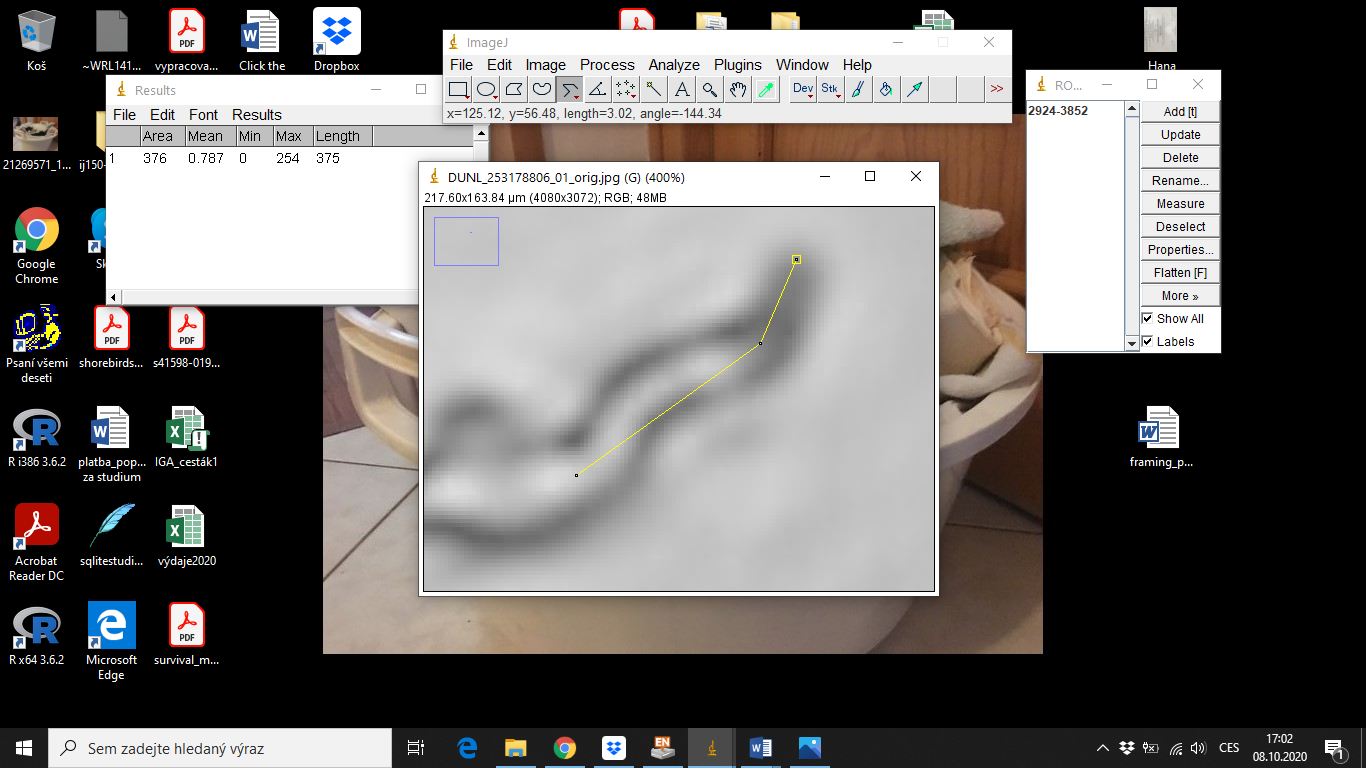 Koš
~WRL141...
vypracova...
Click the
Dropbox
Hana
ImageJ
File Edit Image Process Analyze Plugins Window Help
Dev Stk >>
x=125.12, y=56.48, length=3.02, angle=-144.34
Results
File Edit Font Results
Area Mean Min Max Length
1 376 0.787 0 254 375
RO...
2924-3852
Add [t]
Update
Delete
Rename...
Measure
Deselect
Properties...
Flatten [F]
More »
Show All
Labels
DUNL_253178806_01_orig.jpg (G) (400%)
217.60x163.84 µm (4080x3072); RGB; 48MB
21269571_1...
ij150-
Google
Chrome
Sk
Psaní všemi
deseti
shorebirds...
s41598-019...
R i386 3.6.2
platba_pop...
za studium
IGA_cesták1
framing_p...
Acrobat
Reader DC
sqlitestudi...
výdaje2020
R x64 3.6.2
Microsoft
Edge
survival_m...
Sem zadejte hledaný výraz
EN
CES
17:02
08.10.2020
1